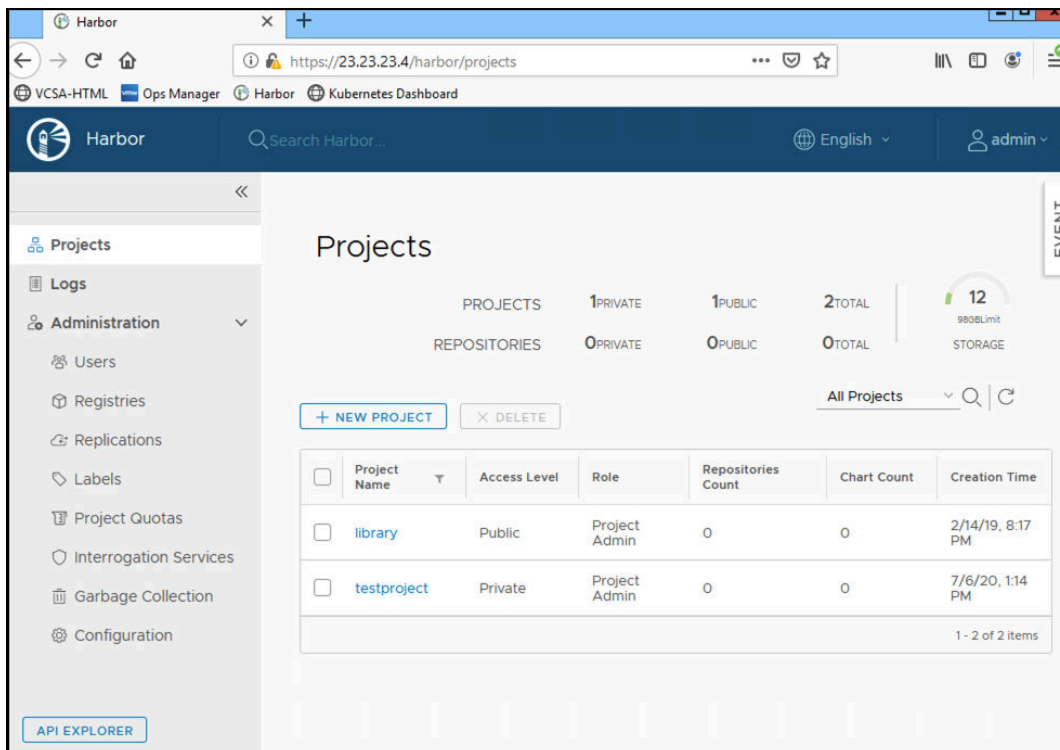 Harbor
https://23.23.23.4/harbor/projects
VCSA-HTML Ops Manager Harbor Kubernetes Dashboard
Harbor Search Harbor... English admin
EVENT
Projects
Logs
Administration
Users
Registries
Replications
Labels
Project Quotas
Interrogation Services
Garbage Collection
Configuration
API EXPLORER
Projects
PROJECTS 1PRIVATE 1PUBLIC 2TOTAL
REPOSITORIES 0PRIVATE 0PUBLIC 0TOTAL
12
98GBLimit
STORAGE
All Projects
+ NEW PROJECT X DELETE
Project Name Access Level Role Repositories Count Chart Count Creation Time
library Public Project Admin 0 0 2/14/19, 8:17 PM
testproject Private Project Admin 0 0 7/6/20, 1:14 PM
1 - 2 of 2 items